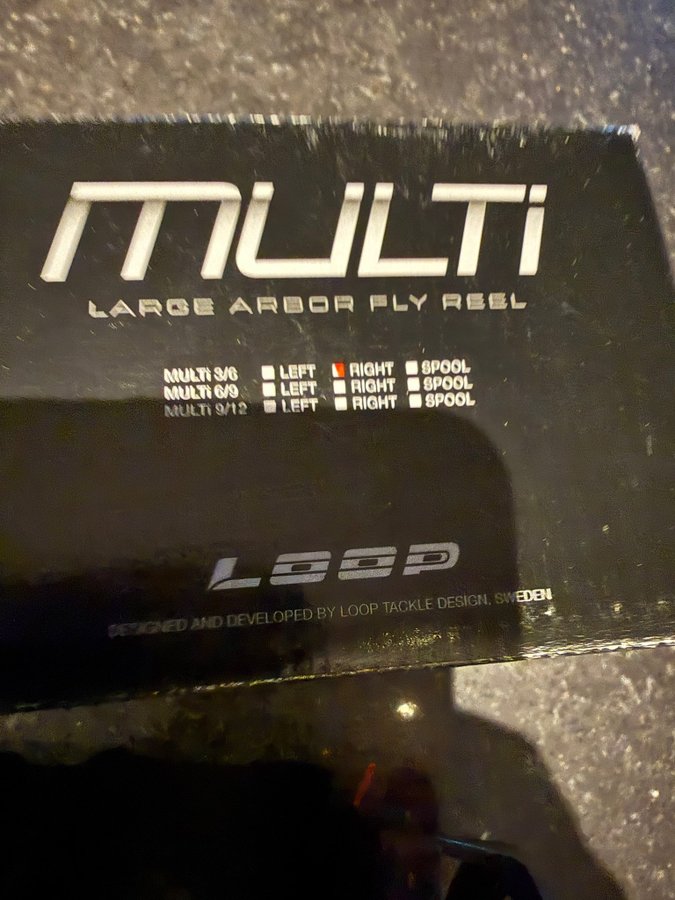 MULTi
LARGE ARBOR FLY REEL
MULTi 3/6 LEFT RIGHT SPOOL
MULTi 6/9 LEFT RIGHT SPOOL
MULTi 9/12 LEFT RIGHT SPOOL
LOOP
DESIGNED AND DEVELOPED BY LOOP TACKLE DESIGN, SWEDEN